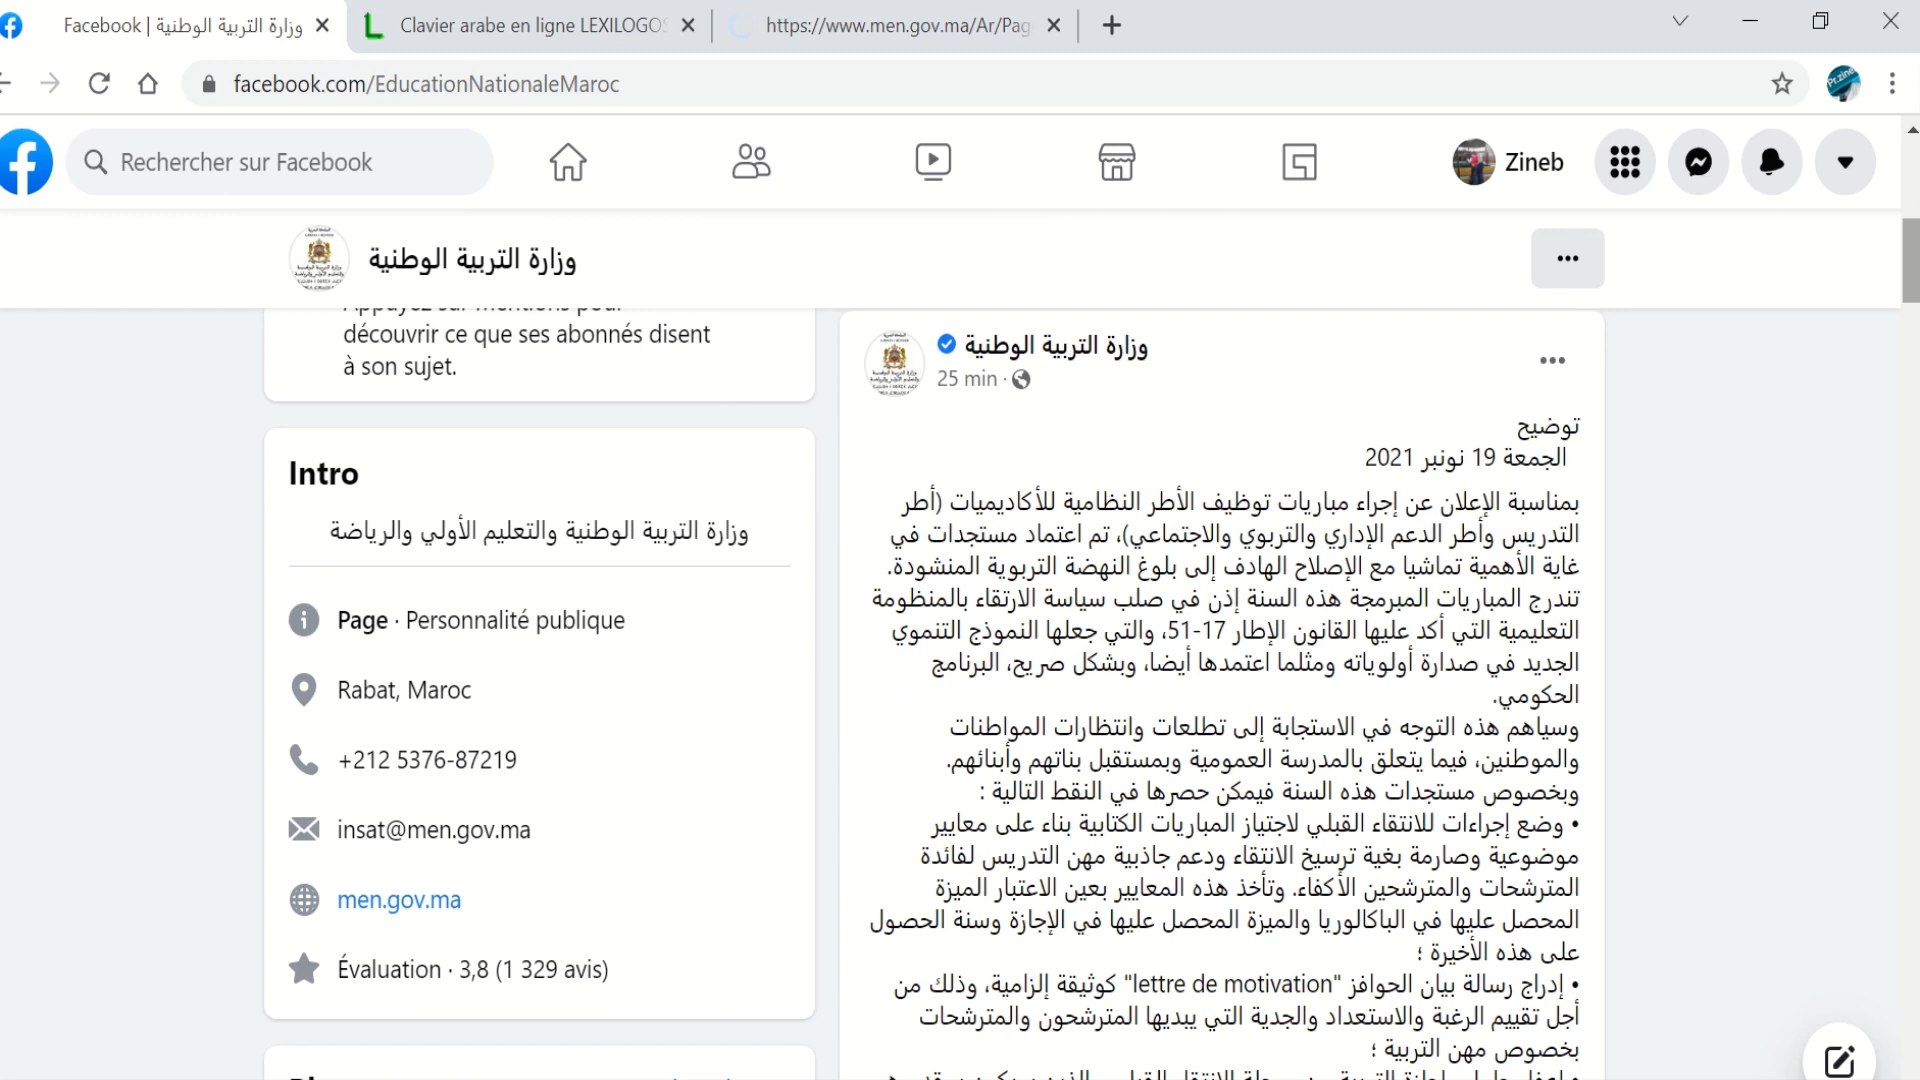 Facebook | وزارة التربية الوطنية
Clavier arabe en ligne LEXILOGOS
https://www.men.gov.ma/Ar/Pag
facebook.com/EducationNationaleMaroc
Rechercher sur Facebook
Zineb
وزارة التربية الوطنية
découvrir ce que ses abonnés disent
à son sujet.
Intro
وزارة التربية الوطنية والتعليم الأولي والرياضة
Page · Personnalité publique
Rabat, Maroc
+212 5376-87219
insat@men.gov.ma
men.gov.ma
Évaluation · 3,8 (1 329 avis)
وزارة التربية الوطنية
25 min ·
توضيح
الجمعة 19 نونبر 2021
بمناسبة الإعلان عن إجراء مباريات توظيف الأطر النظامية للأكاديميات (أطر
التدريس وأطر الدعم الإداري والتربوي والاجتماعي)، تم اعتماد مستجدات في
غاية الأهمية تماشيا مع الإصلاح الهادف إلى بلوغ النهضة التربوية المنشودة.
تندرج المباريات المبرمجة هذه السنة إذن في صلب سياسة الارتقاء بالمنظومة
التعليمية التي أكد عليها القانون الإطار 17-51، والتي جعلها النموذج التنموي
الجديد في صدارة أولوياته ومثلما اعتمدها أيضا، وبشكل صريح، البرنامج
الحكومي.
وسياهم هذه التوجه في الاستجابة إلى تطلعات وانتظارات المواطنات
والموطنين، فيما يتعلق بالمدرسة العمومية وبمستقبل بناتهم وأبنائهم.
وبخصوص مستجدات هذه السنة فيمكن حصرها في النقط التالية :
• وضع إجراءات للانتقاء القبلي لاجتياز المباريات الكتابية بناء على معايير
موضوعية وصارمة بغية ترسيخ الانتقاء ودعم جاذبية مهن التدريس لفائدة
المترشحات والمترشحين الأكفاء. وتأخذ هذه المعايير بعين الاعتبار الميزة
المحصل عليها في الباكالوريا والميزة المحصل عليها في الإجازة وسنة الحصول
على هذه الأخيرة ؛
• إدراج رسالة بيان الحوافز "lettre de motivation" كوثيقة إلزامية، وذلك من
أجل تقييم الرغبة والاستعداد والجدية التي يبديها المترشحون والمترشحات
بخصوص مهن التربية ؛